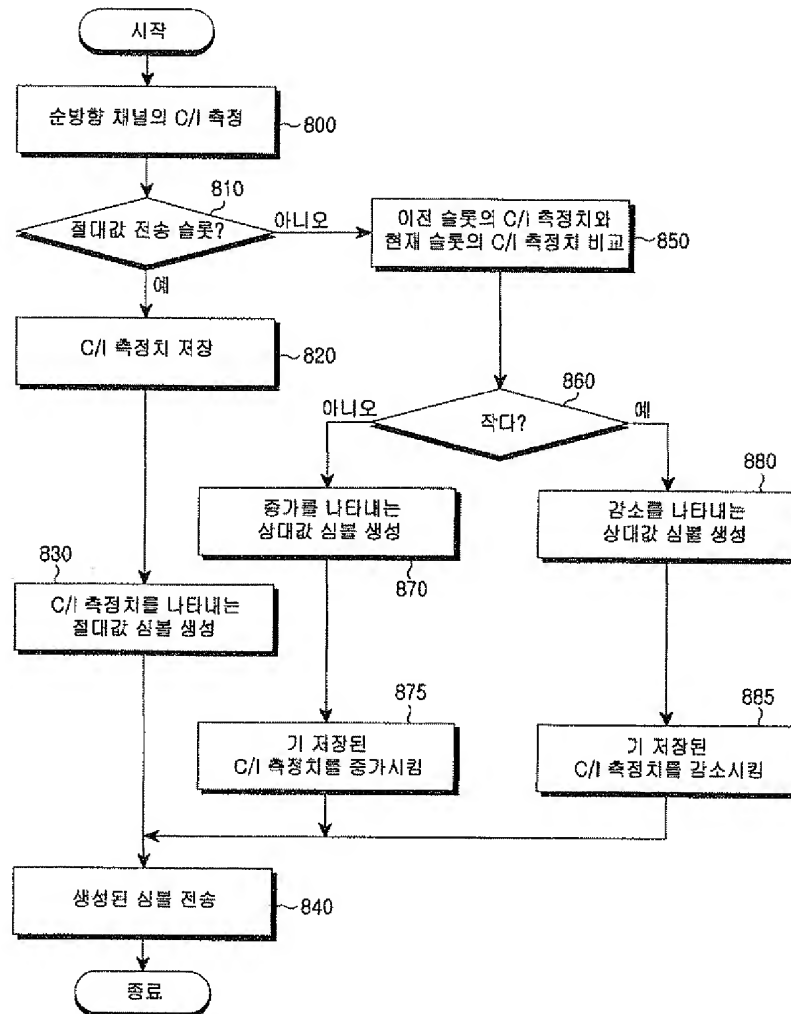 시작
순방향 채널의 C/I 측정
800
810
절대값 전송 슬롯?
아니오
예
이전 슬롯의 C/I 측정치와
현재 슬롯의 C/I 측정치 비교
850
C/I 측정치 저장
820
860
작다?
아니오
예
증가를 나타내는
상대값 심볼 생성
870
880
감소를 나타내는
상대값 심볼 생성
830
C/I 측정치를 나타내는
절대값 심볼 생성
875
기 저장된
C/I 측정치를 증가시킴
885
기 저장된
C/I 측정치를 감소시킴
생성된 심볼 전송
840
종료